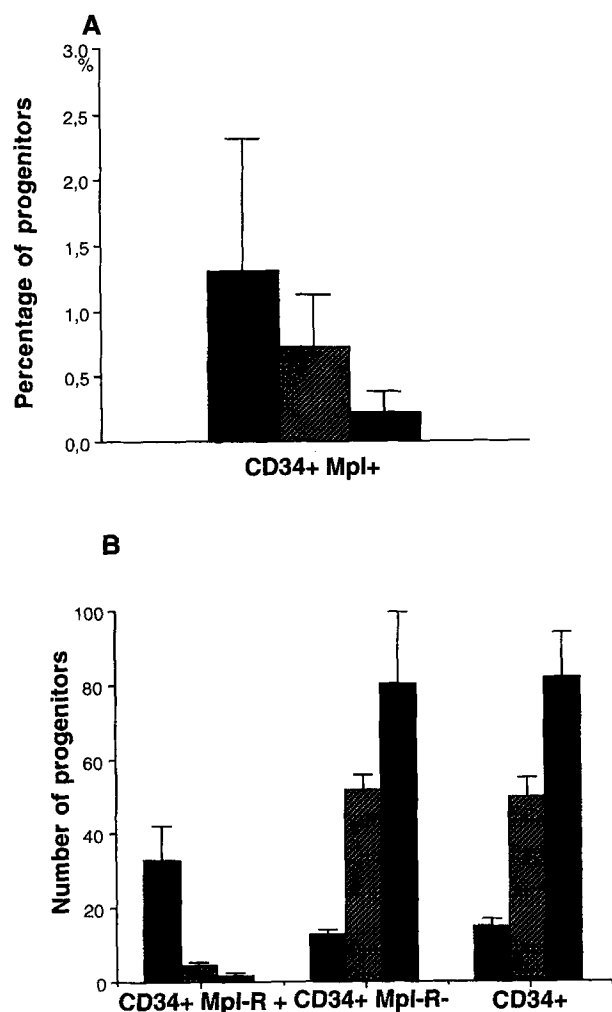 A
3.0
%
2,5
2,0
1,5
1,0
0,5
0,0
Percentage of progenitors
CD34+ Mpl+
B
100
80
60
40
20
0
Number of progenitors
CD34+ Mpl-R + CD34+ Mpl-R- CD34+